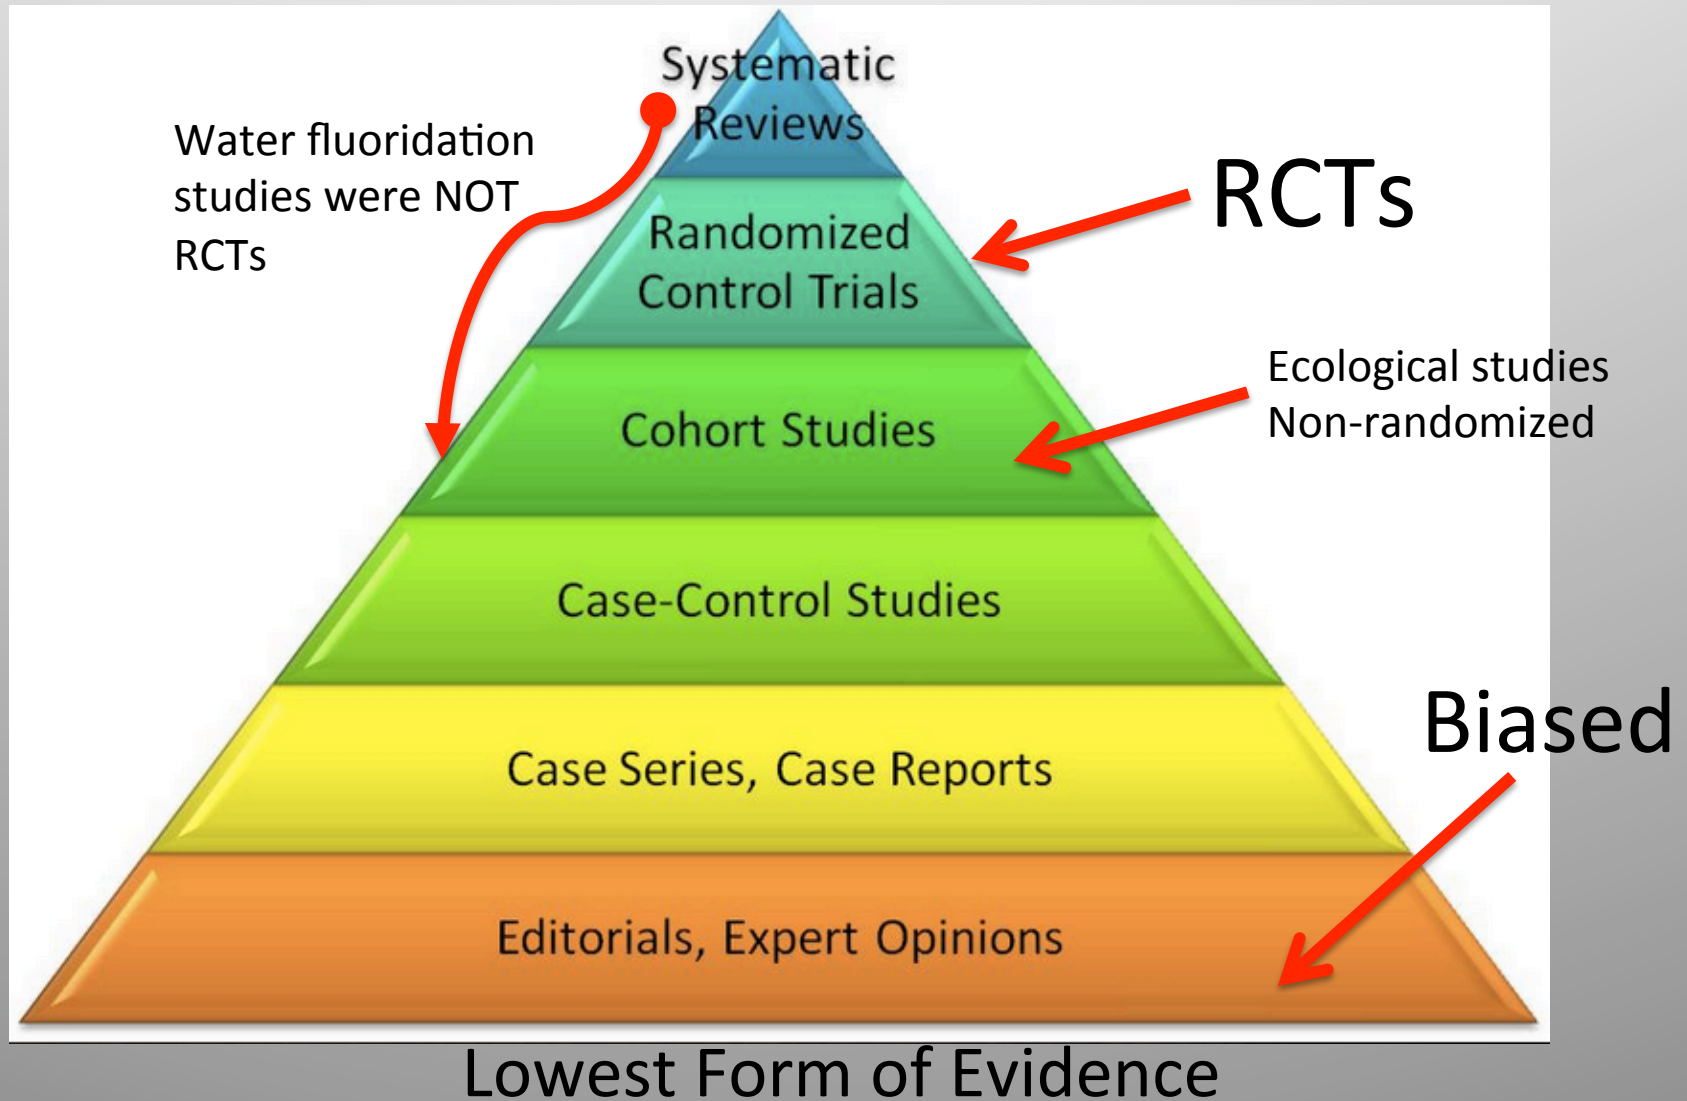 Systematic
Reviews
Water fluoridation
studies were NOT
RCTs
RCTs
Randomized
Control Trials
Ecological studies
Non-randomized
Cohort Studies
Case-Control Studies
Biased
Case Series, Case Reports
Editorials, Expert Opinions
Lowest Form of Evidence